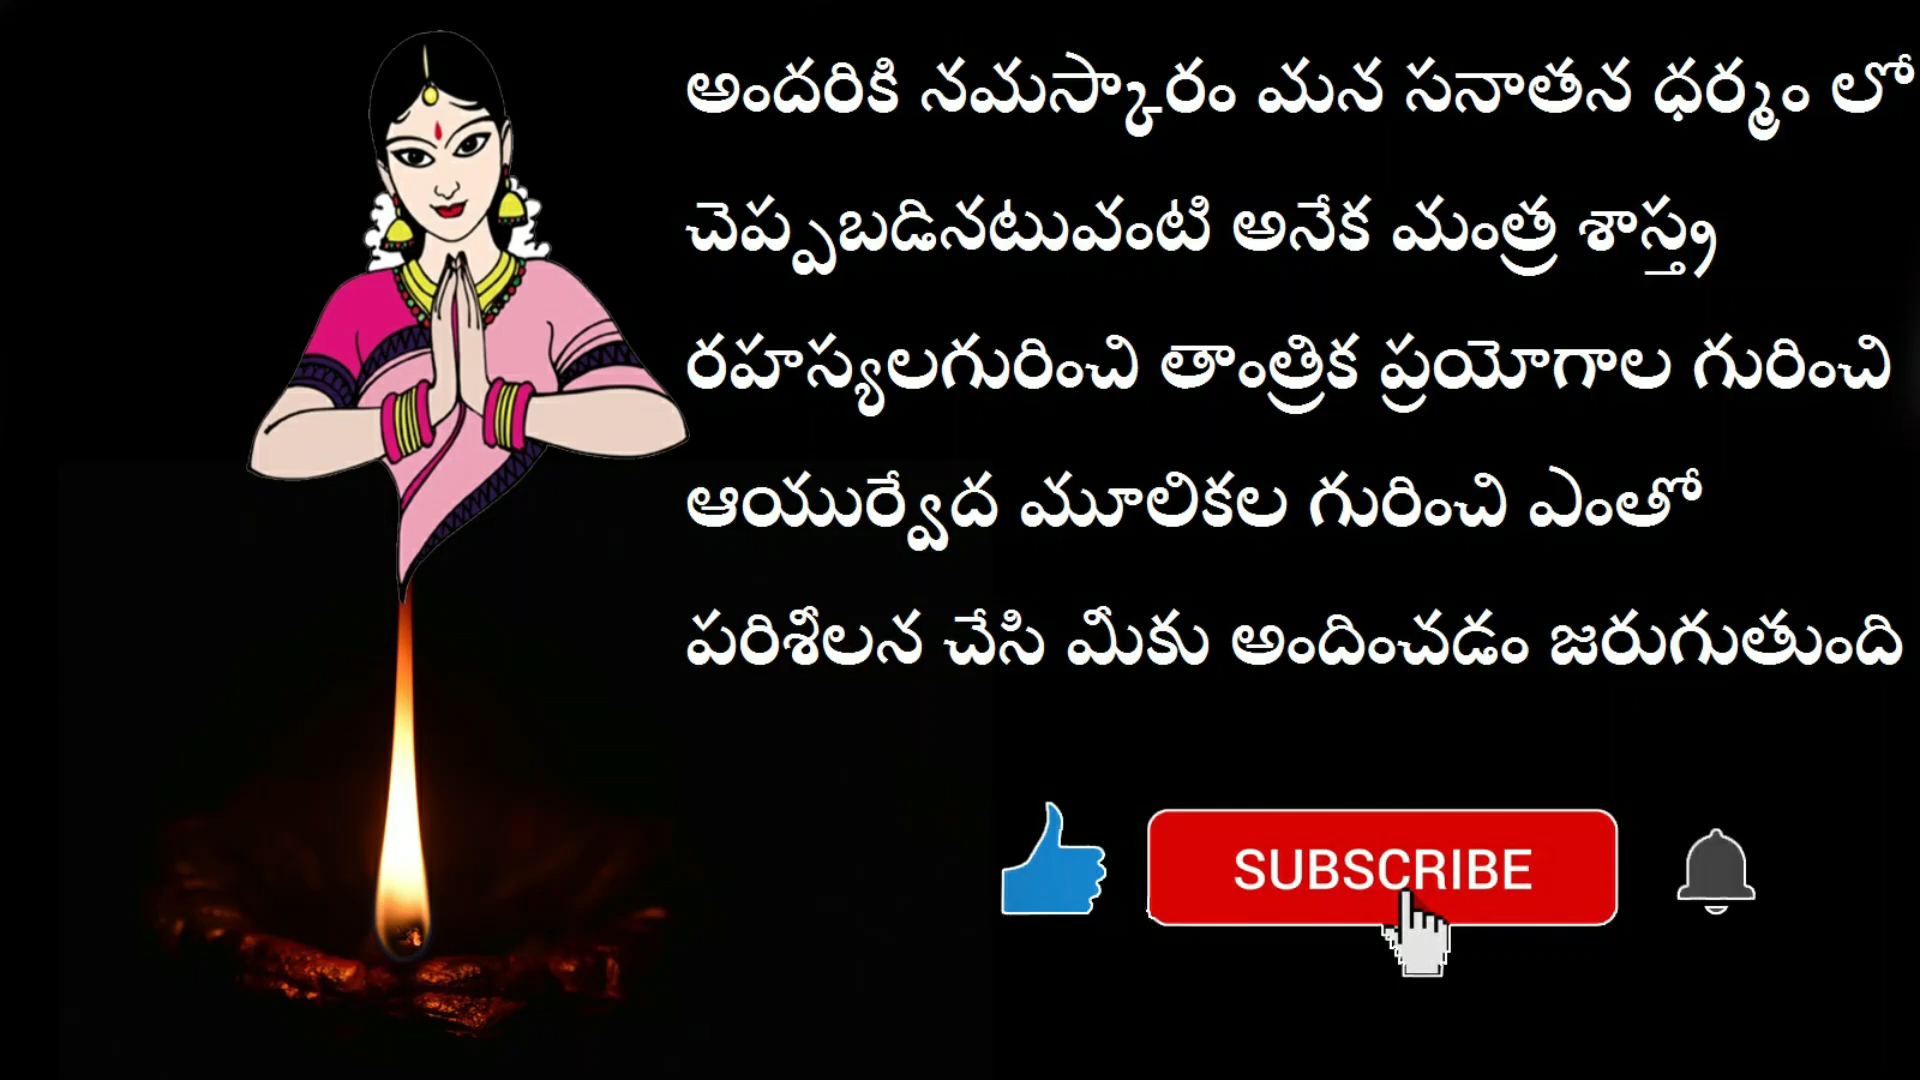 అందరికి నమస్కారం మన సనాతన ధర్మం లో
చెప్పబడినటువంటి అనేక మంత్ర శాస్త్ర
రహస్యలగురించి తాంత్రిక ప్రయోగాల గురించి
ఆయుర్వేద మూలికల గురించి ఎంతో
పరిశీలన చేసి మీకు అందించడం జరుగుతుంది
SUBSCRIBE